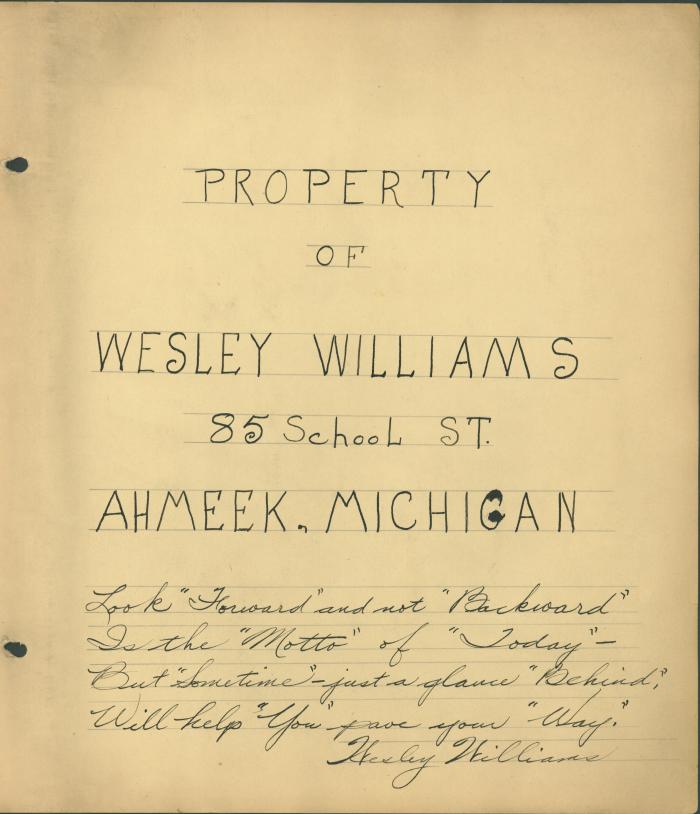 PROPERTY
OF
WESLEY WILLIAMS
85 School ST.
AHMEEK, MICHIGAN
Look "Forward" and not "Backward"
Is the "Motto" of "Today" –
But "Sometime" – just a glance "Behind",
Will help "You" pave your "Way."
Wesley Williams